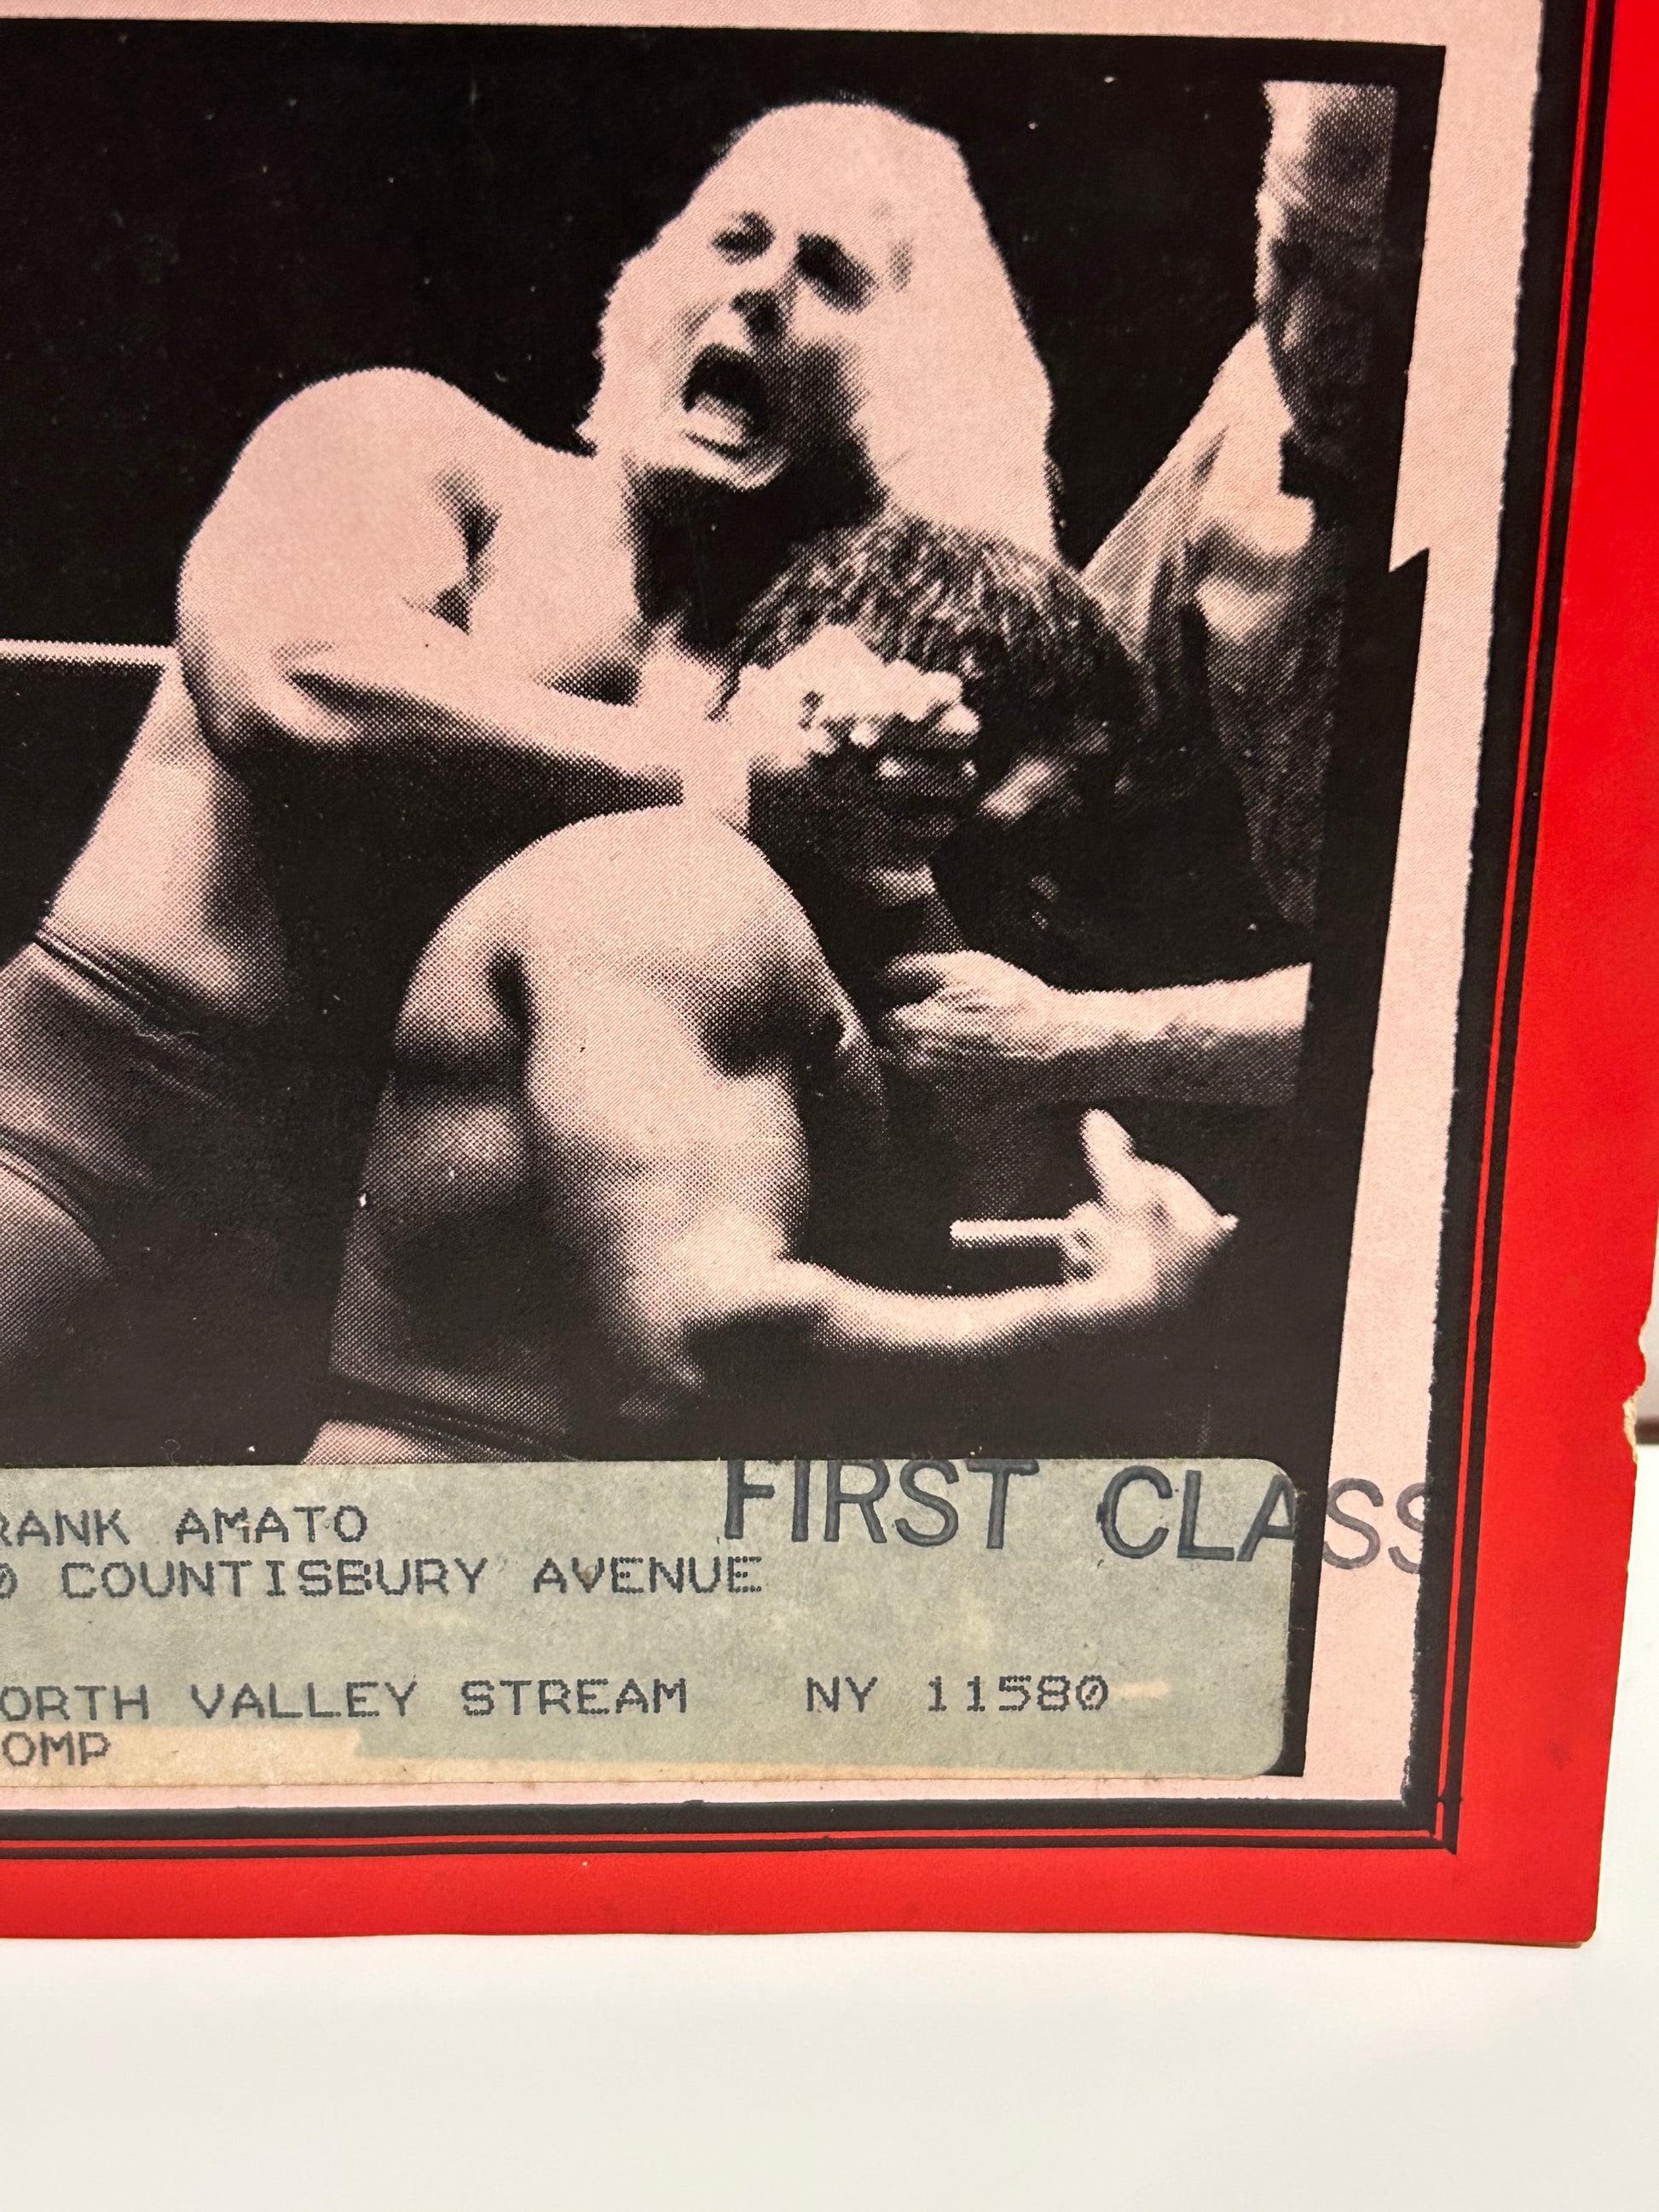 FIRST CLASS
RANK AMATO
0 COUNTISBURY AVENUE
ORTH VALLEY STREAM NY 11580
OMP